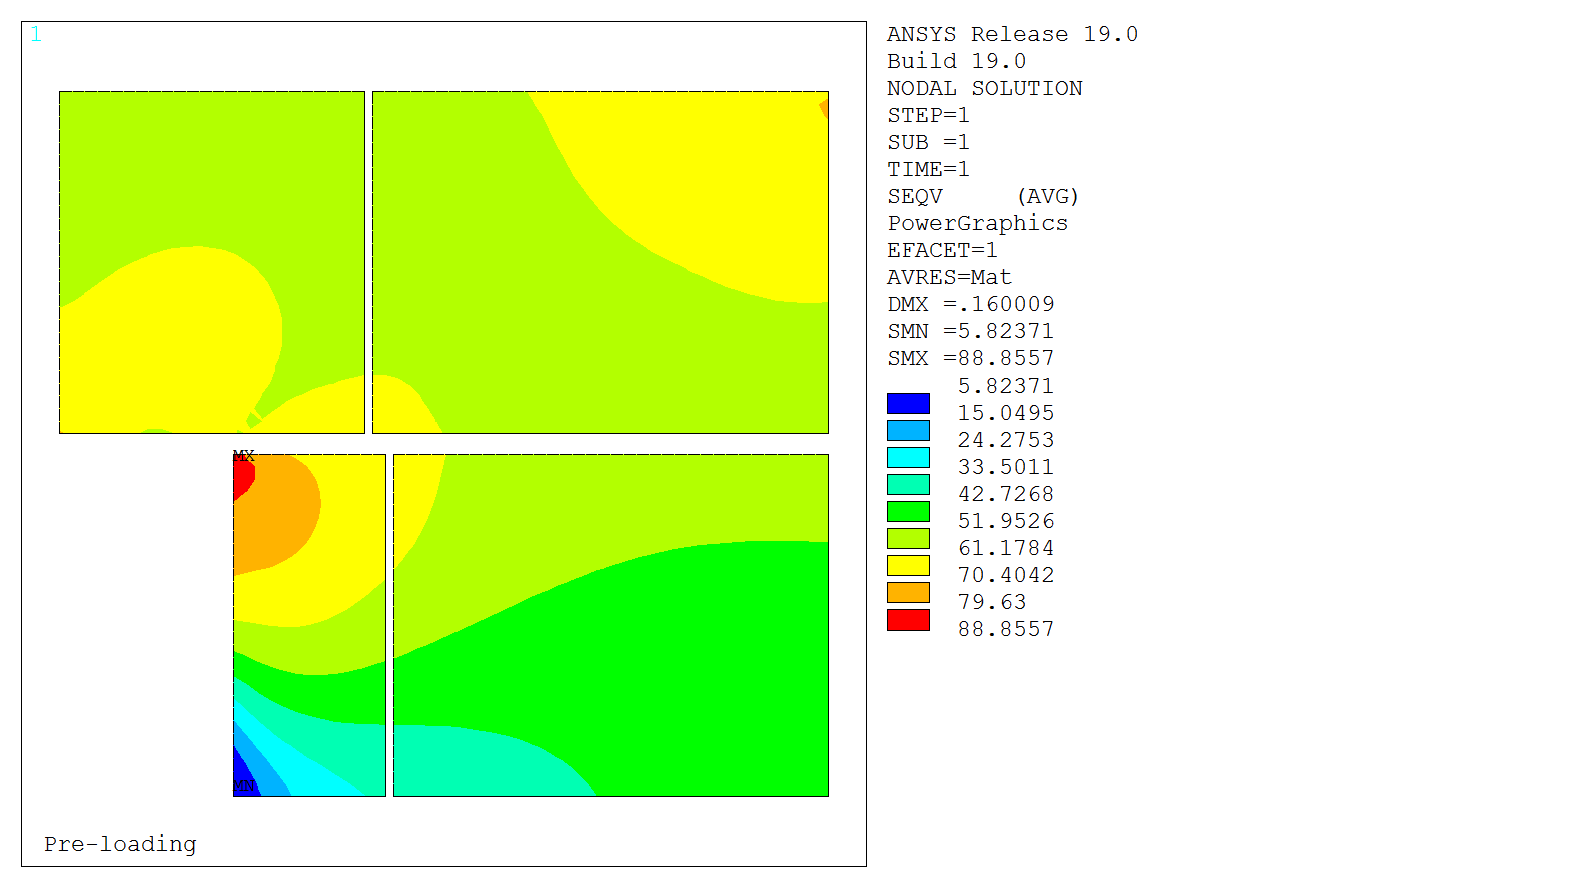 1
ANSYS Release 19.0
Build 19.0
NODAL SOLUTION
STEP=1
SUB =1
TIME=1
SEQV     (AVG)
PowerGraphics
EFACET=1
AVRES=Mat
DMX =.160009
SMN =5.82371
SMX =88.8557
5.82371
15.0495
24.2753
33.5011
42.7268
51.9526
61.1784
70.4042
79.63
88.8557
MX
MN
Pre-loading